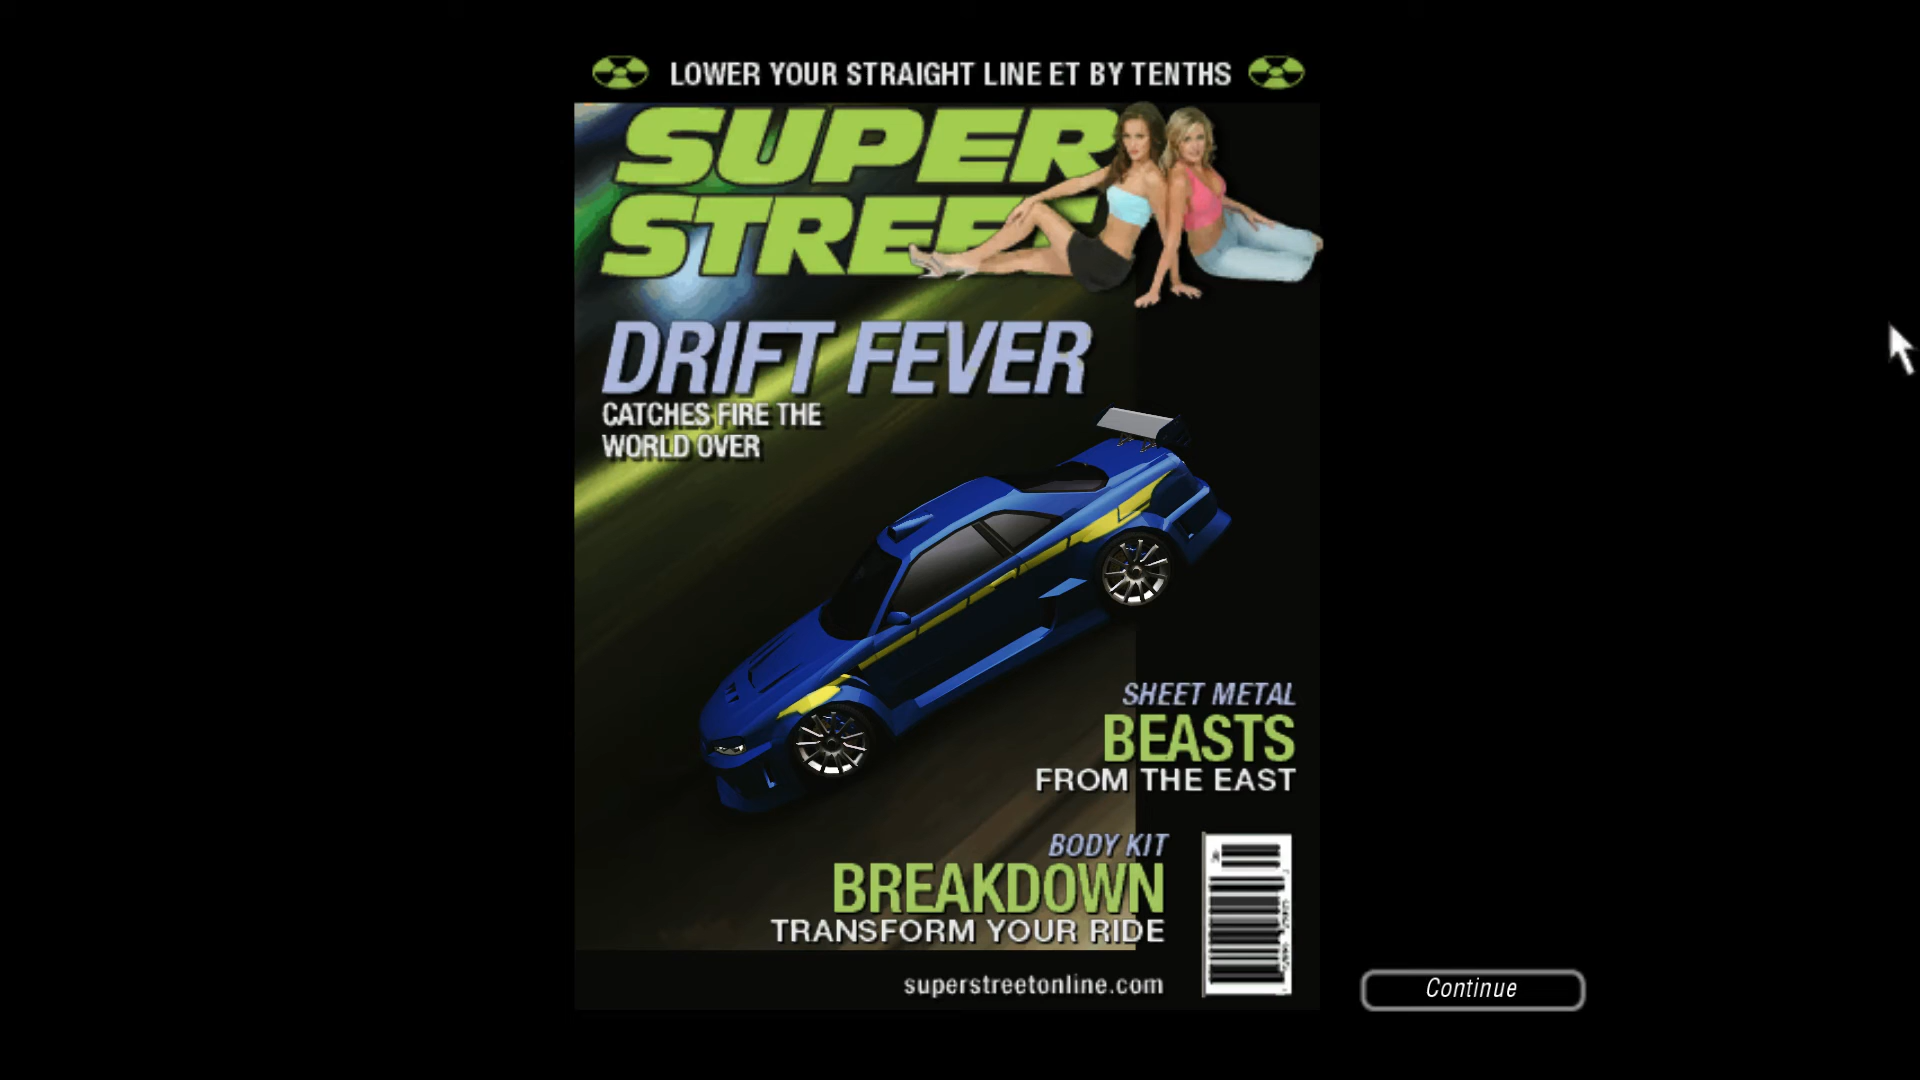 LOWER YOUR STRAIGHT LINE ET BY TENTHS
SUPER
STREET
DRIFT FEVER
CATCHES FIRE THE
WORLD OVER
SHEET METAL
BEASTS
FROM THE EAST
BODY KIT
BREAKDOWN
TRANSFORM YOUR RIDE
superstreetonline.com
Continue